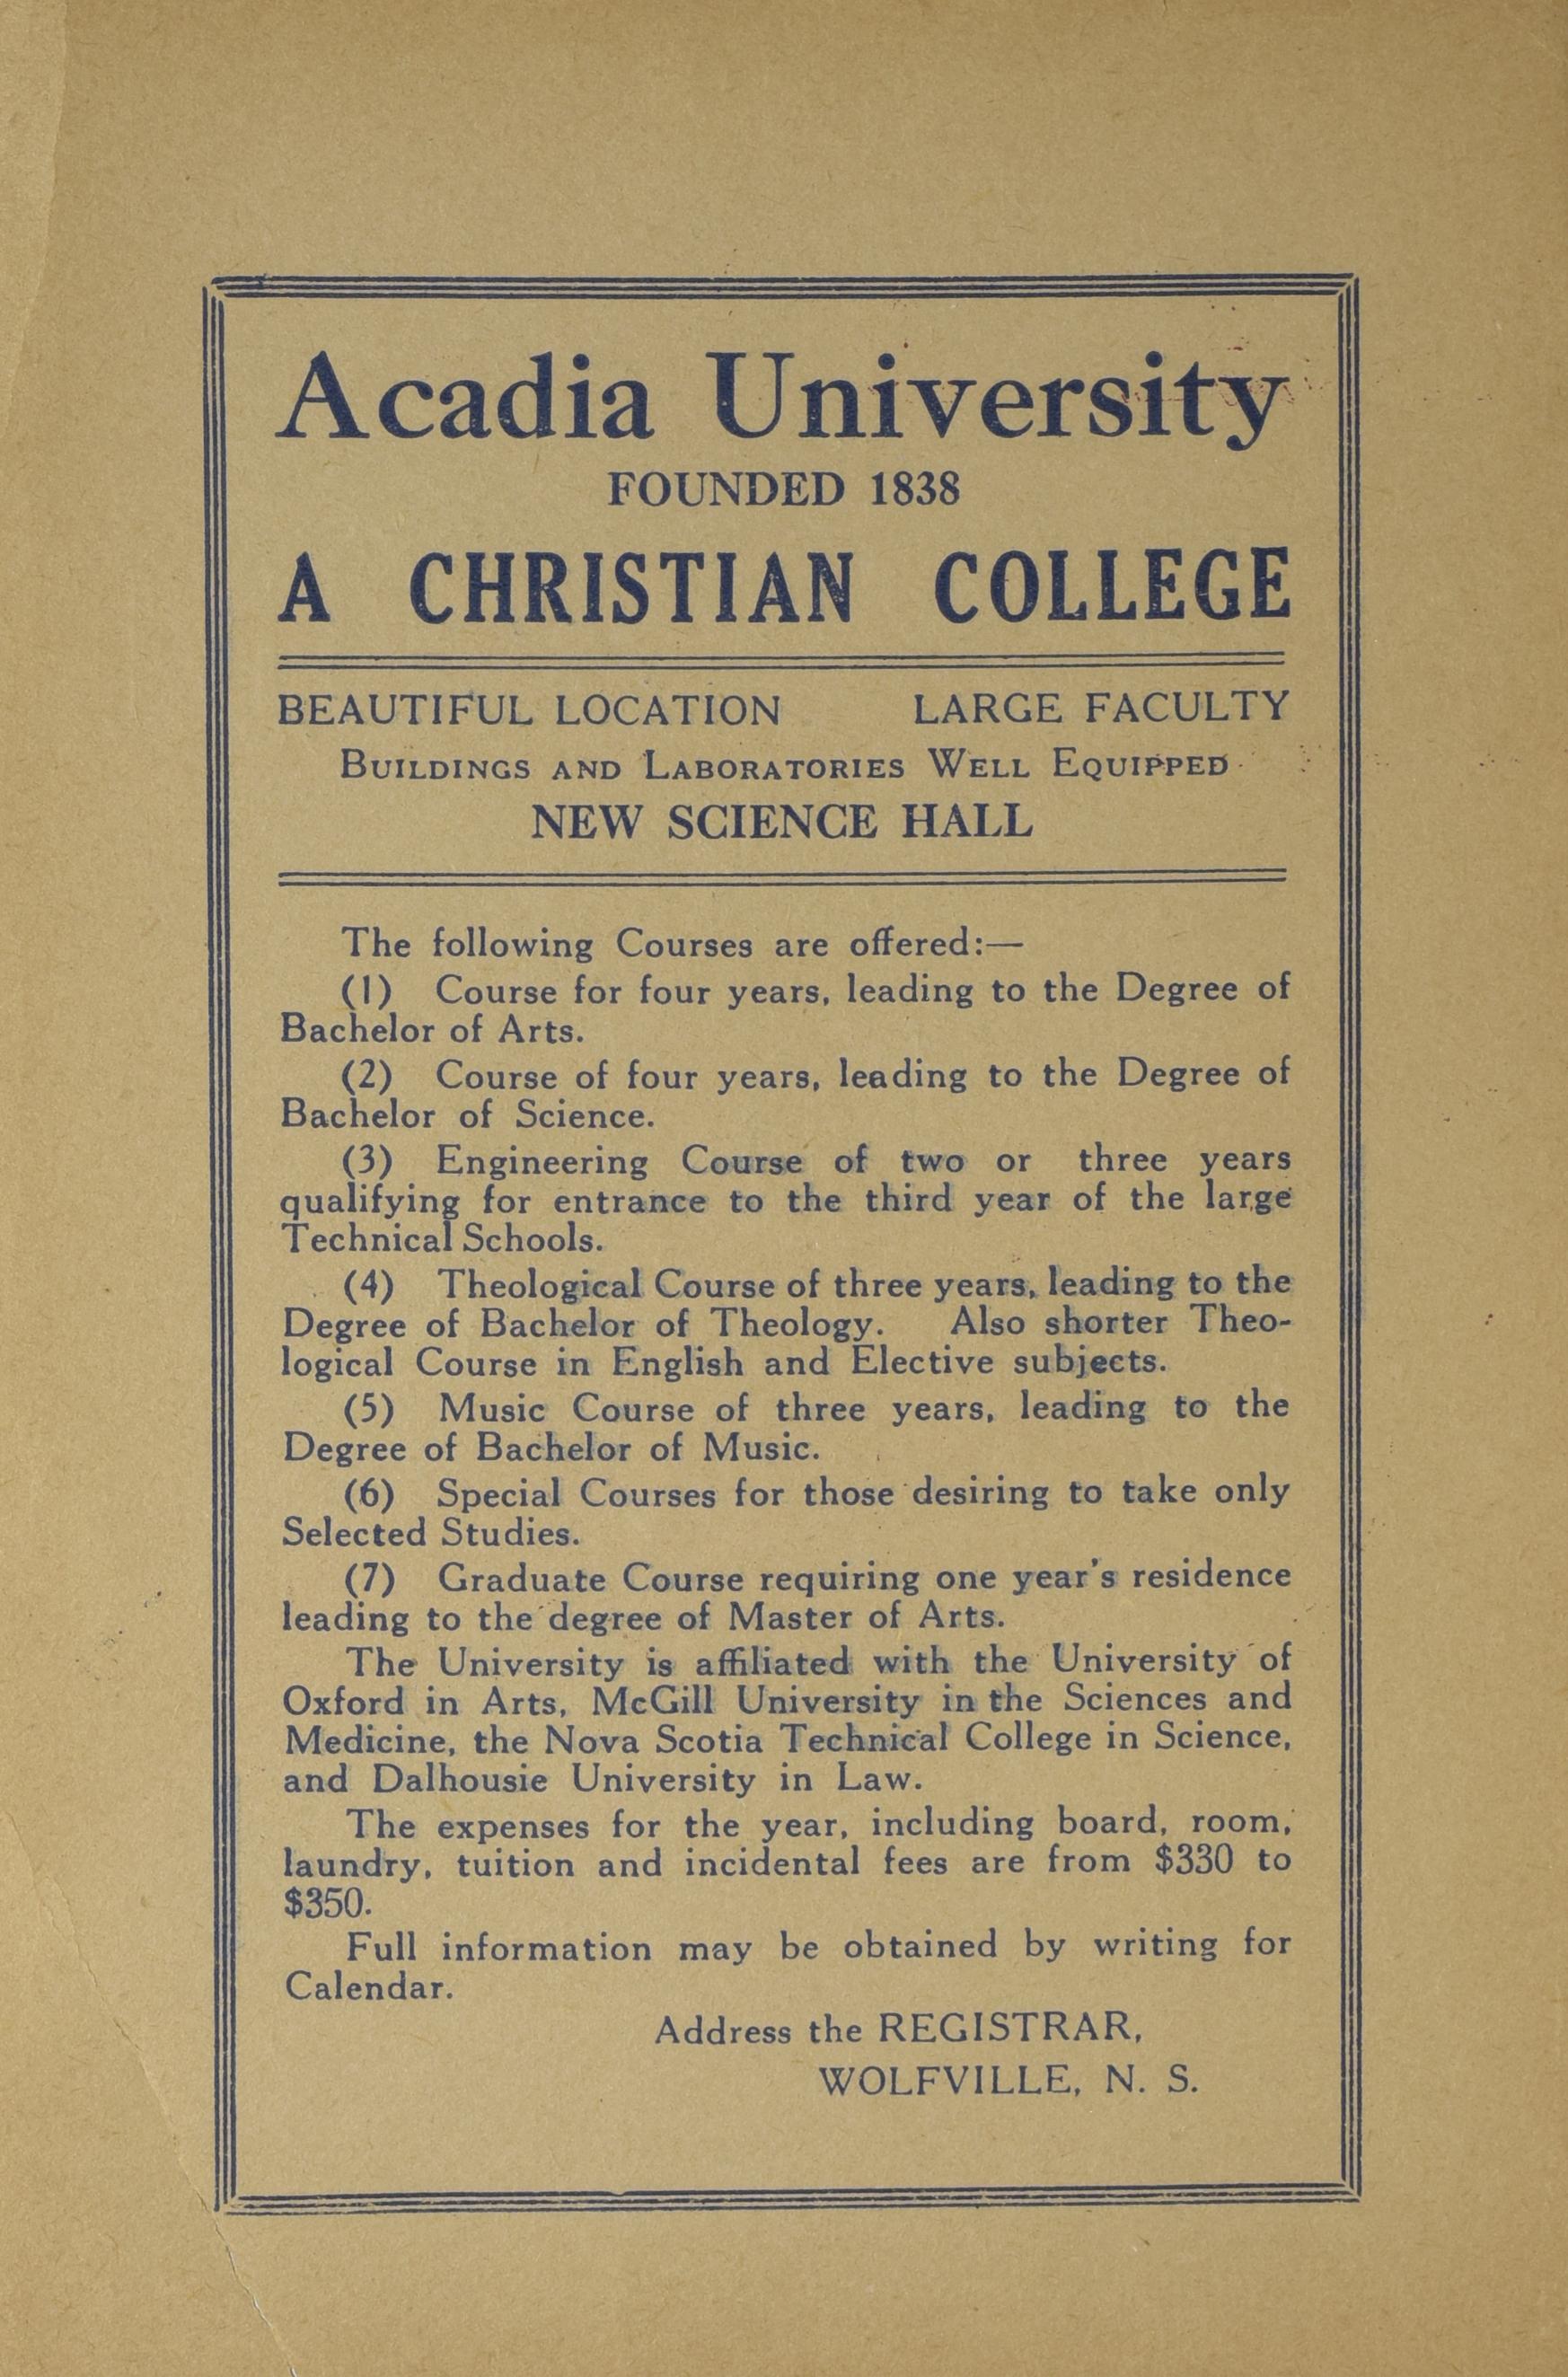 Acadia University
FOUNDED 1838
A CHRISTIAN COLLEGE
BEAUTIFUL LOCATION LARGE FACULTY
BUILDINGS AND LABORATORIES WELL EQUIPPED
NEW SCIENCE HALL
The following Courses are offered:—
(1) Course for four years, leading to the Degree of
Bachelor of Arts.
(2) Course of four years, leading to the Degree of
Bachelor of Science.
(3) Engineering Course of two or three years
qualifying for entrance to the third year of the large
Technical Schools.
(4) Theological Course of three years, leading to the
Degree of Bachelor of Theology. Also shorter Theo-
logical Course in English and Elective subjects.
(5) Music Course of three years, leading to the
Degree of Bachelor of Music.
(6) Special Courses for those desiring to take only
Selected Studies.
(7) Graduate Course requiring one year's residence
leading to the degree of Master of Arts.
The University is affiliated with the University of
Oxford in Arts, McGill University in the Sciences and
Medicine, the Nova Scotia Technical College in Science,
and Dalhousie University in Law.
The expenses for the year, including board, room,
laundry, tuition and incidental fees are from $330 to
$350.
Full information may be obtained by writing for
Calendar.
Address the REGISTRAR,
WOLFVILLE, N. S.